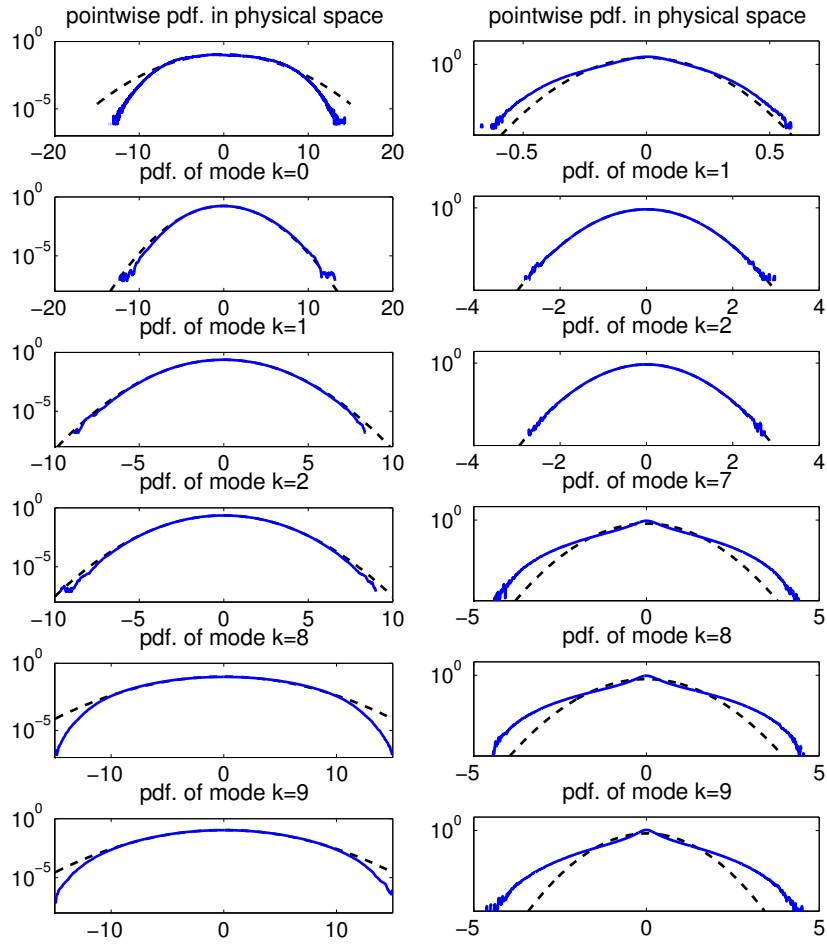 pointwise pdf. in physical space
10^0
10^-5
−20 −10 0 10 20
pdf. of mode k=0
10^0
10^-5
−20 −10 0 10 20
pdf. of mode k=1
10^0
10^-5
−10 −5 0 5 10
pdf. of mode k=2
10^0
10^-5
−10 −5 0 5 10
pdf. of mode k=8
10^0
10^-5
−10 0 10
pdf. of mode k=9
10^0
10^-5
−10 0 10
pointwise pdf. in physical space
10^0
−0.5 0 0.5
pdf. of mode k=1
10^0
−4 −2 0 2 4
pdf. of mode k=2
10^0
−4 −2 0 2 4
pdf. of mode k=7
10^0
−5 0 5
pdf. of mode k=8
10^0
−5 0 5
pdf. of mode k=9
10^0
−5 0 5